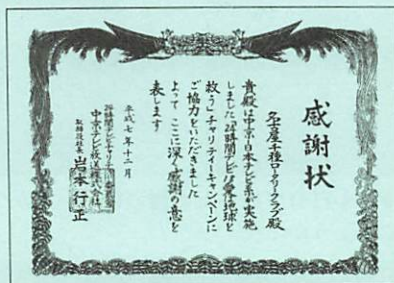 感謝状
名古屋千種ロータリークラブ殿
貴殿は中京・日本テレビ系が実施
しました「24時間テレビ「愛は地球を
救う」チャリティーキャンペーンに
ご協力をいただきました
よって ここに深く感謝の意を
表します
平成七年十二月
中京テレビ放送株式会社
取締役社長 岩本行正